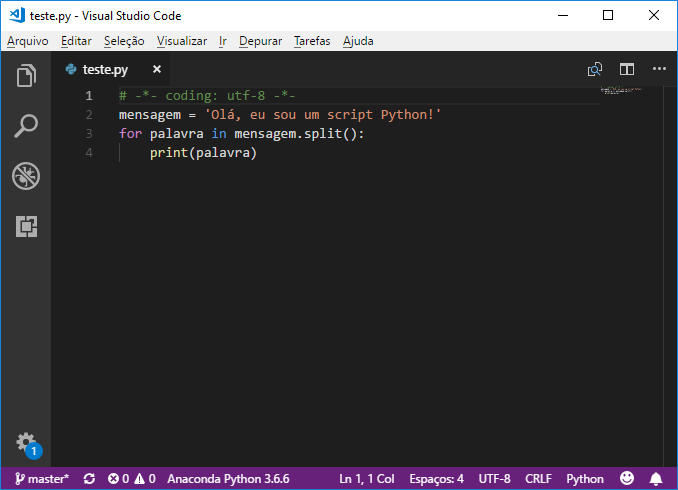 teste.py - Visual Studio Code
Arquivo Editar Seleção Visualizar Ir Depurar Tarefas Ajuda
teste.py
1 # -*- coding: utf-8 -*-
2 mensagem = 'Olá, eu sou um script Python!'
3 for palavra in mensagem.split():
4 print(palavra)
1
master* 0 0 Anaconda Python 3.6.6 Ln 1, 1 Col Espaços: 4 UTF-8 CRLF Python